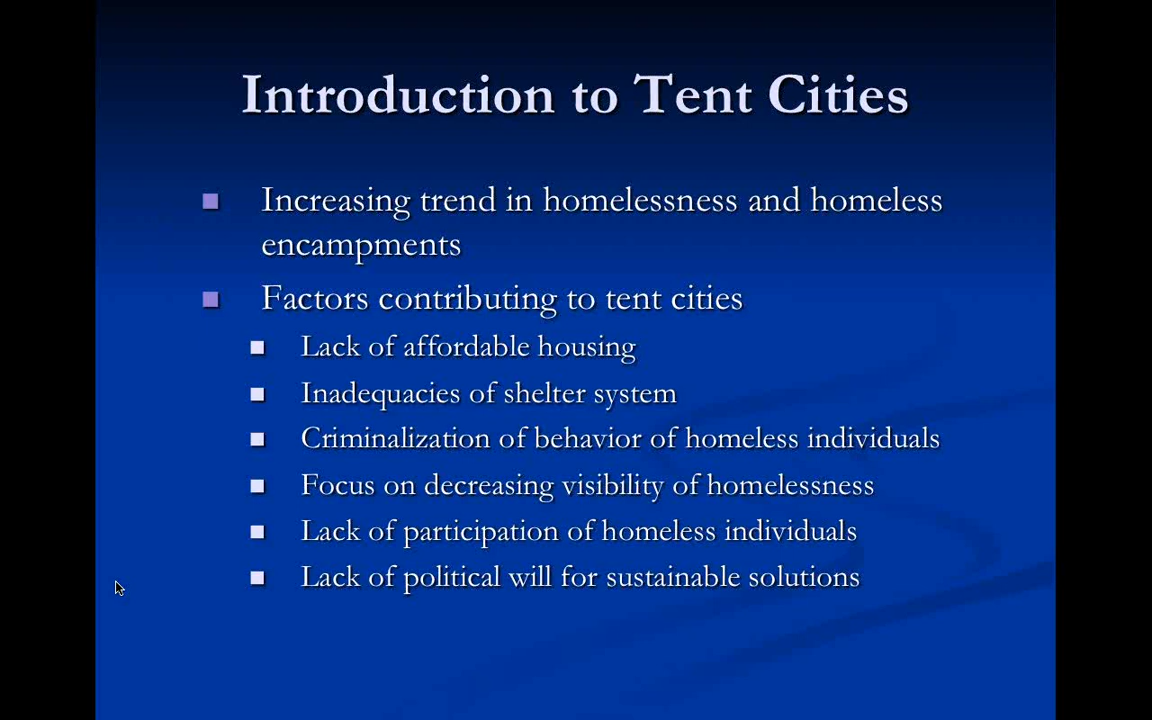 Introduction to Tent Cities
Increasing trend in homelessness and homeless
encampments
Factors contributing to tent cities
Lack of affordable housing
Inadequacies of shelter system
Criminalization of behavior of homeless individuals
Focus on decreasing visibility of homelessness
Lack of participation of homeless individuals
Lack of political will for sustainable solutions